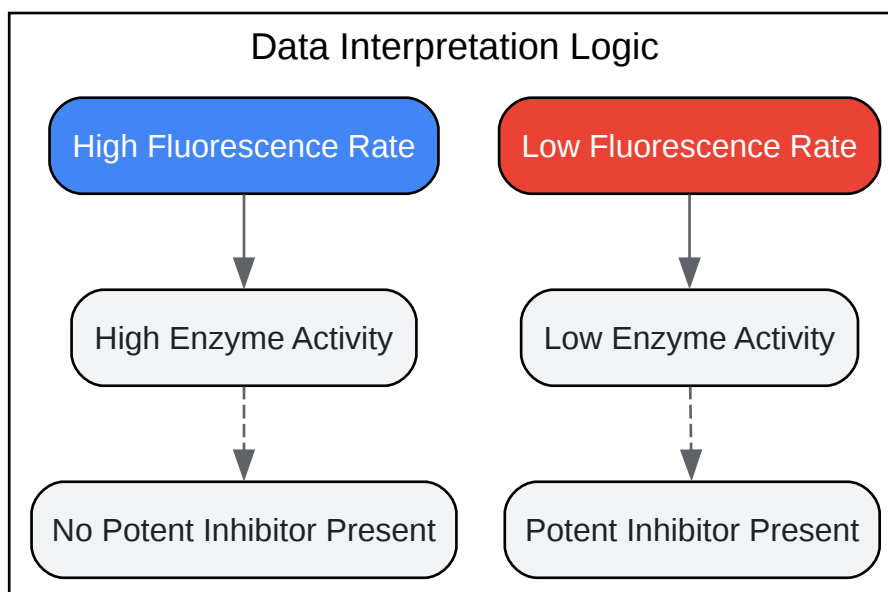 Data Interpretation Logic
High Fluorescence Rate
Low Fluorescence Rate
High Enzyme Activity
Low Enzyme Activity
No Potent Inhibitor Present
Potent Inhibitor Present